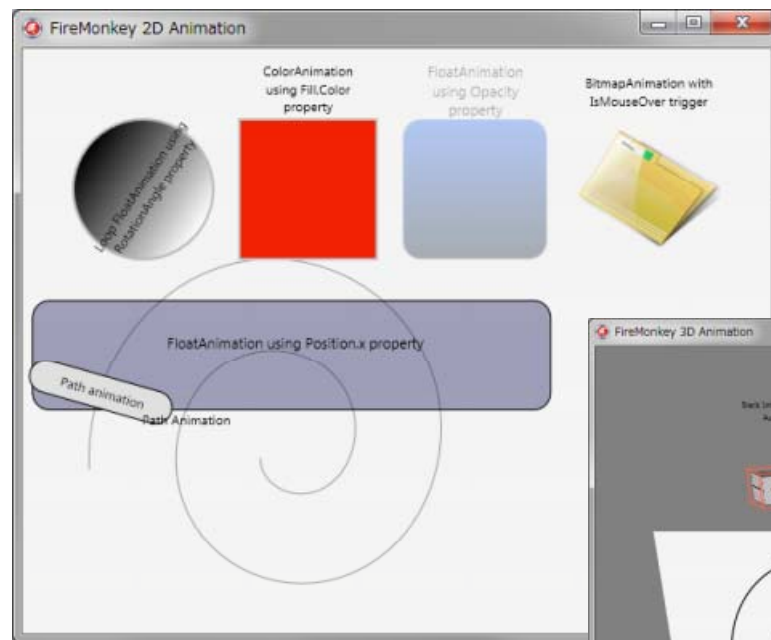 FireMonkey 2D Animation
ColorAnimation
using Fill.Color
property
FloatAnimation
using Opacity
property
BitmapAnimation with
IsMouseOver trigger
Loop FloatAnimation using
RotationAngle property
FloatAnimation using Position.x property
Path animation
Path Animation
FireMonkey 3D Animation